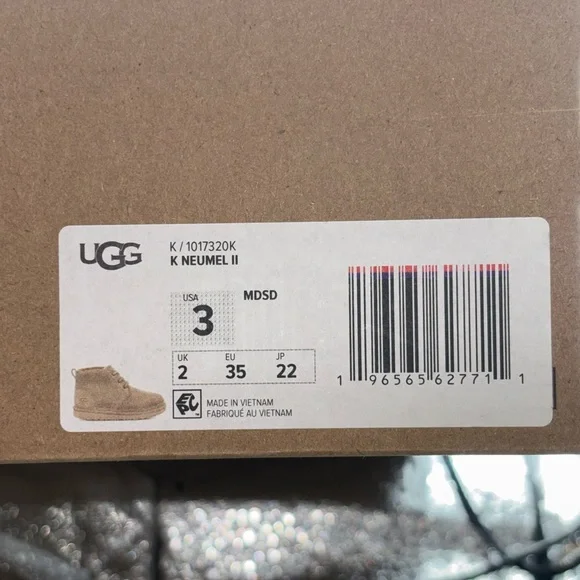 UGG
K / 1017320K
K NEUMEL II
USA
3
MDSD
UK EU JP
2 35 22
1 96565 62771 1
EPC
MADE IN VIETNAM
FABRIQUÉ AU VIETNAM